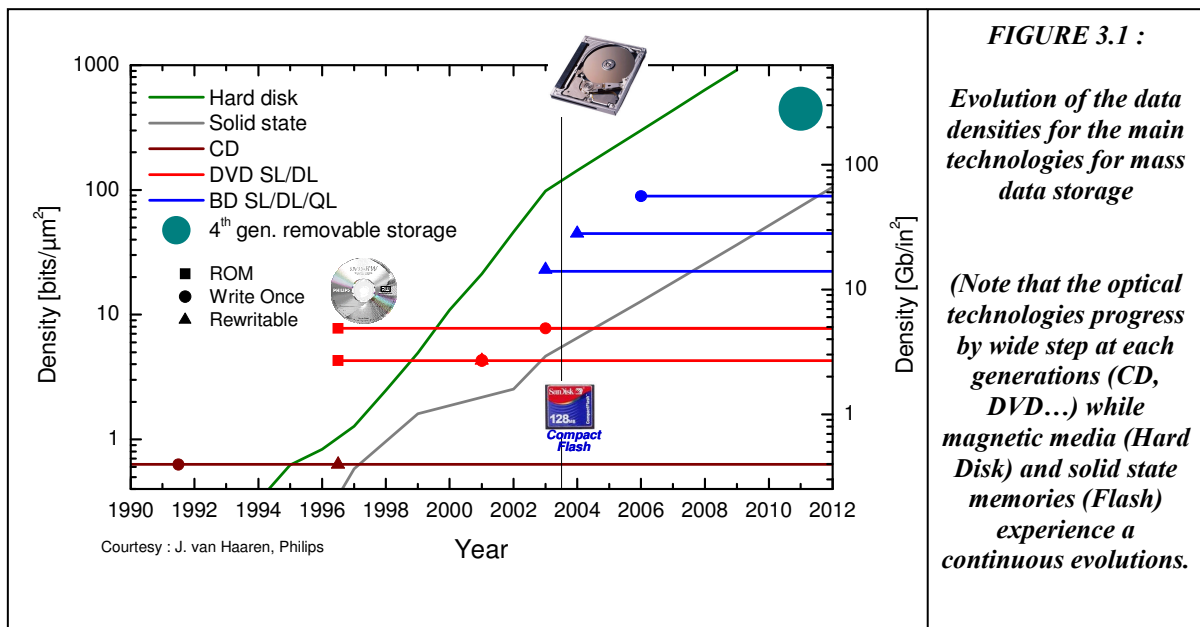 1000
100
10
1
Density [bits/µm²]
Hard disk
Solid state
CD
DVD SL/DL
BD SL/DL/QL
4th gen. removable storage
ROM
Write Once
Rewritable
PHILIPS
SanDisk
128MB
CompactFlash
Compact
Flash
100
10
1
Density [Gb/in²]
1990 1992 1994 1996 1998 2000 2002 2004 2006 2008 2010 2012
Courtesy : J. van Haaren, Philips
Year
FIGURE 3.1 :
Evolution of the data
densities for the main
technologies for mass
data storage
(Note that the optical
technologies progress
by wide step at each
generations (CD,
DVD…) while
magnetic media (Hard
Disk) and solid state
memories (Flash)
experience a
continuous evolutions.